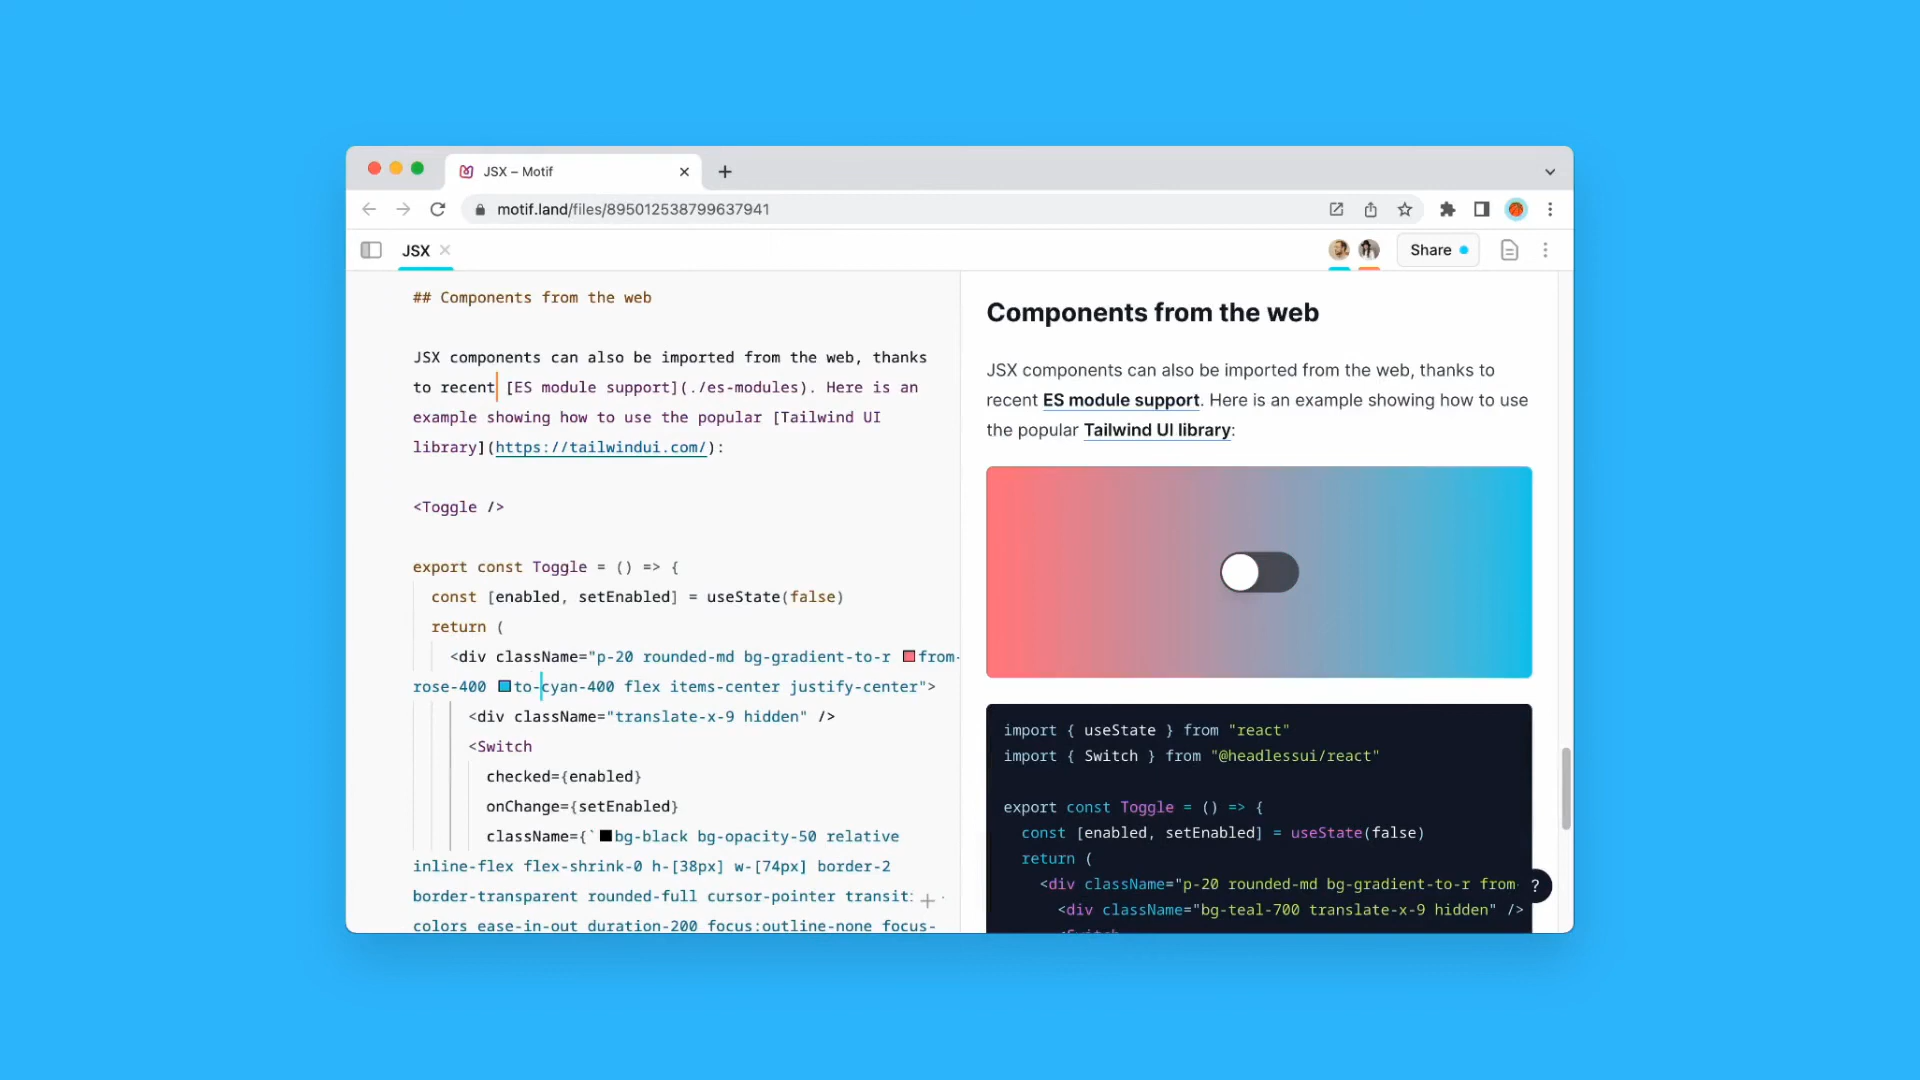 JSX – Motif
motif.land/files/895012538799637941
JSX
Share
## Components from the web
JSX components can also be imported from the web, thanks
to recent [ES module support](./es-modules). Here is an
example showing how to use the popular [Tailwind UI
library](https://tailwindui.com/):
<Toggle />
export const Toggle = () => {
const [enabled, setEnabled] = useState(false)
return (
<div className="p-20 rounded-md bg-gradient-to-r from-
rose-400 to-cyan-400 flex items-center justify-center">
<div className="translate-x-9 hidden" />
<Switch
checked={enabled}
onChange={setEnabled}
className={`bg-black bg-opacity-50 relative
inline-flex flex-shrink-0 h-[38px] w-[74px] border-2
border-transparent rounded-full cursor-pointer transit
colors ease-in-out duration-200 focus:outline-none focus-
Components from the web
JSX components can also be imported from the web, thanks to
recent ES module support. Here is an example showing how to use
the popular Tailwind UI library:
import { useState } from "react"
import { Switch } from "@headlessui/react"
export const Toggle = () => {
const [enabled, setEnabled] = useState(false)
return (
<div className="p-20 rounded-md bg-gradient-to-r from-
<div className="bg-teal-700 translate-x-9 hidden" />
<Switch
?